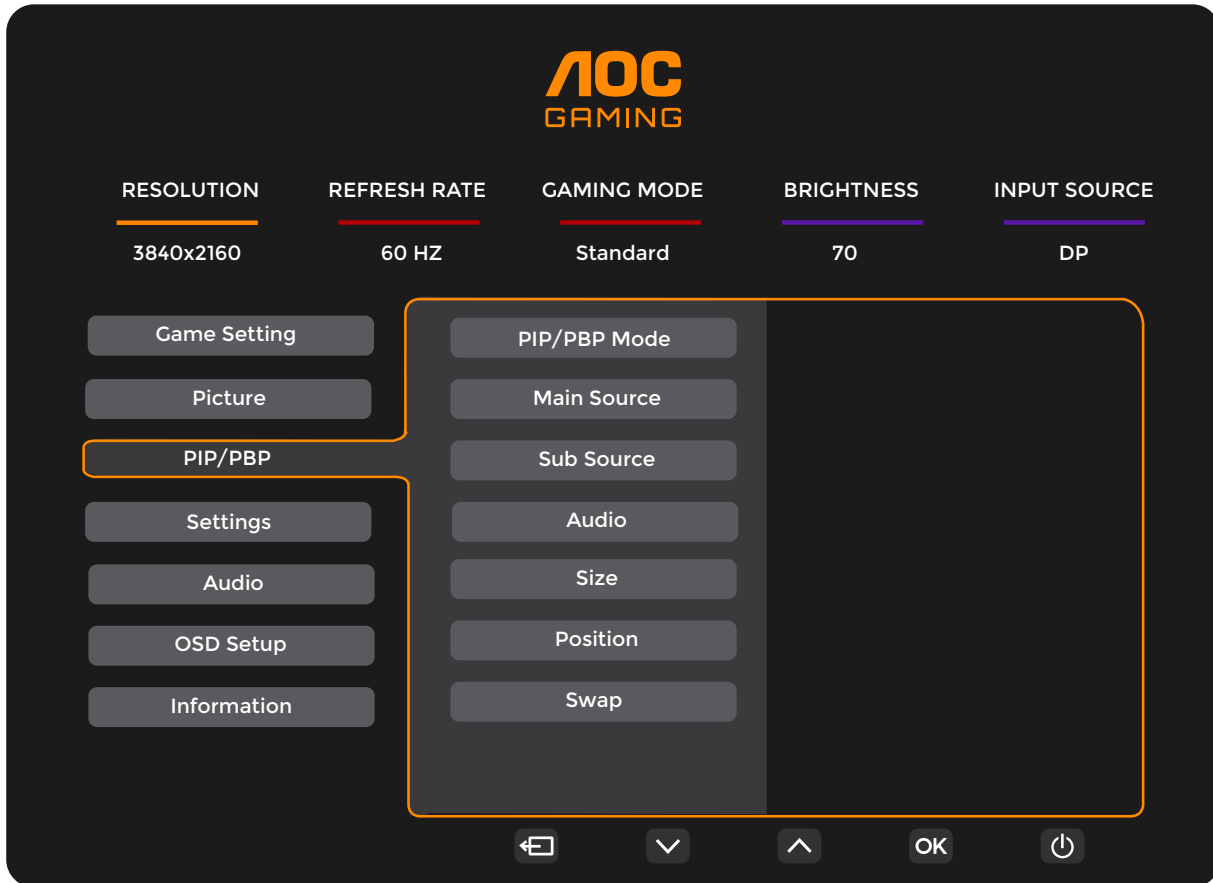 AOC
GAMING
RESOLUTION REFRESH RATE GAMING MODE BRIGHTNESS INPUT SOURCE
3840x2160 60 HZ Standard 70 DP
Game Setting
Picture
PIP/PBP
Settings
Audio
OSD Setup
Information
PIP/PBP Mode
Main Source
Sub Source
Audio
Size
Position
Swap
OK